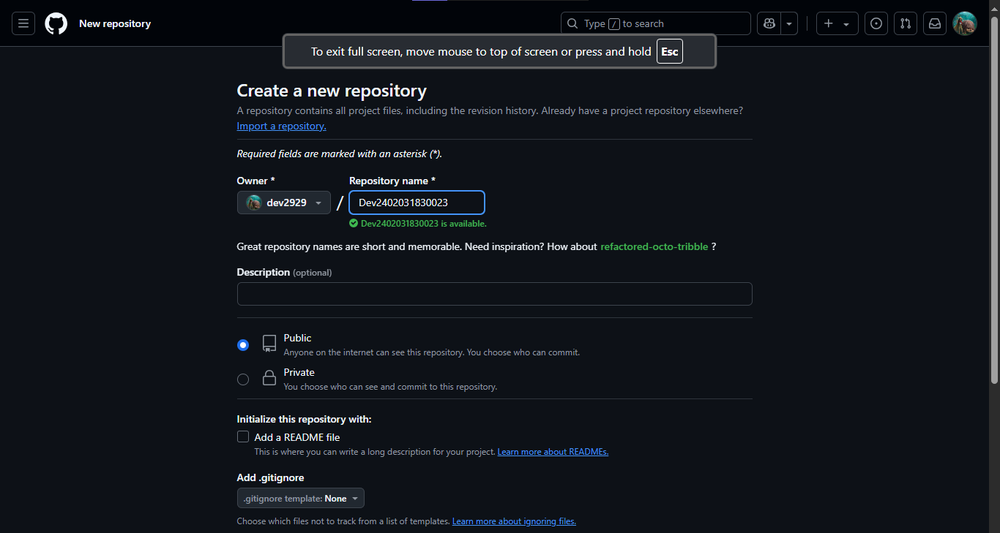 New repository
Type / to search
To exit full screen, move mouse to top of screen or press and hold Esc
Create a new repository
A repository contains all project files, including the revision history. Already have a project repository elsewhere?
Import a repository.
Required fields are marked with an asterisk (*).
Owner * Repository name *
dev2929 / Dev2402031830023
Dev2402031830023 is available.
Great repository names are short and memorable. Need inspiration? How about refactored-octo-tribble ?
Description (optional)
Public
Anyone on the internet can see this repository. You choose who can commit.
Private
You choose who can see and commit to this repository.
Initialize this repository with:
Add a README file
This is where you can write a long description for your project. Learn more about READMEs.
Add .gitignore
.gitignore template: None
Choose which files not to track from a list of templates. Learn more about ignoring files.